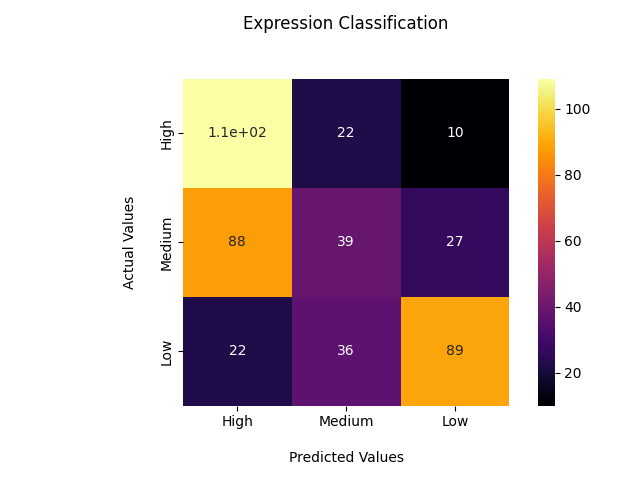 Expression Classification
High 1.1e+02 22 10
Medium 88 39 27
Low 22 36 89
High Medium Low
Actual Values
Predicted Values
100
80
60
40
20